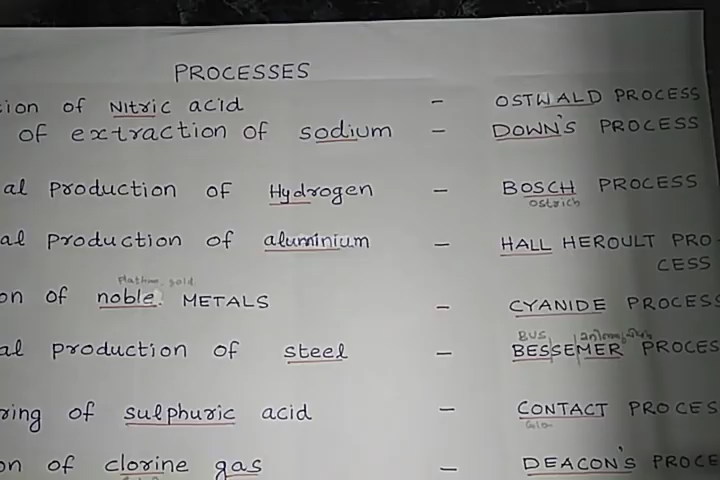 PROCESSES
tion of Nitric acid - OSTWALD PROCESS
of extraction of sodium - DOWN'S PROCESS
al production of Hydrogen - BOSCH PROCESS
ostrich
al production of aluminium - HALL HEROULT PRO-
CESS
gold
on of noble METALS - CYANIDE PROCESS
BUS
al production of steel - BESSEMER PROCES
ring of sulphuric acid - CONTACT PROCES
on of clorine gas - DEACON'S PROCE